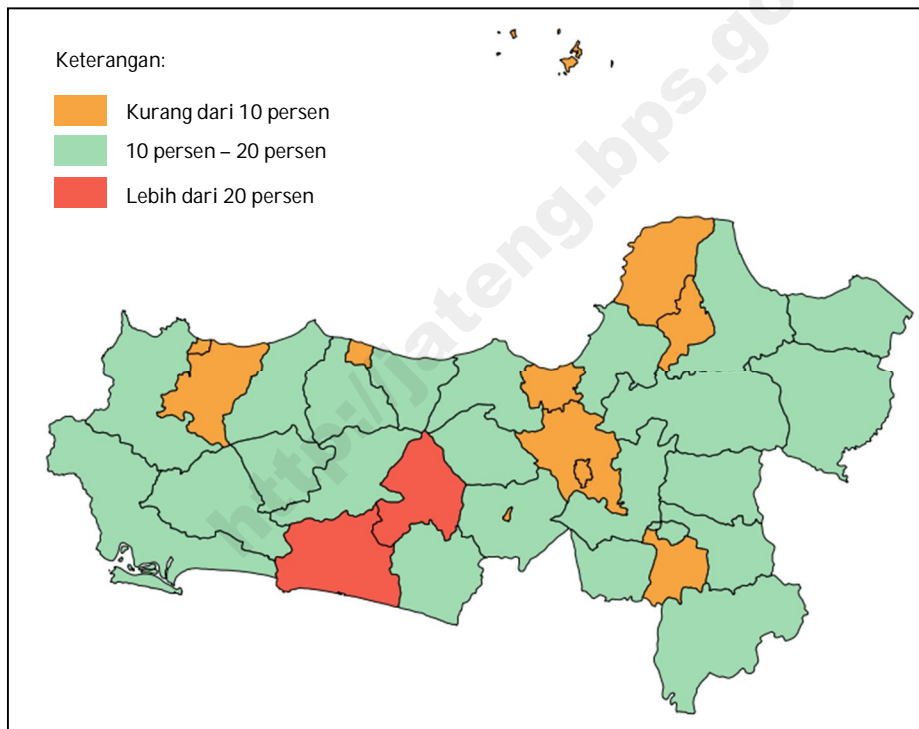 Keterangan:
Kurang dari 10 persen
10 persen – 20 persen
Lebih dari 20 persen
http://jateng.bps.go